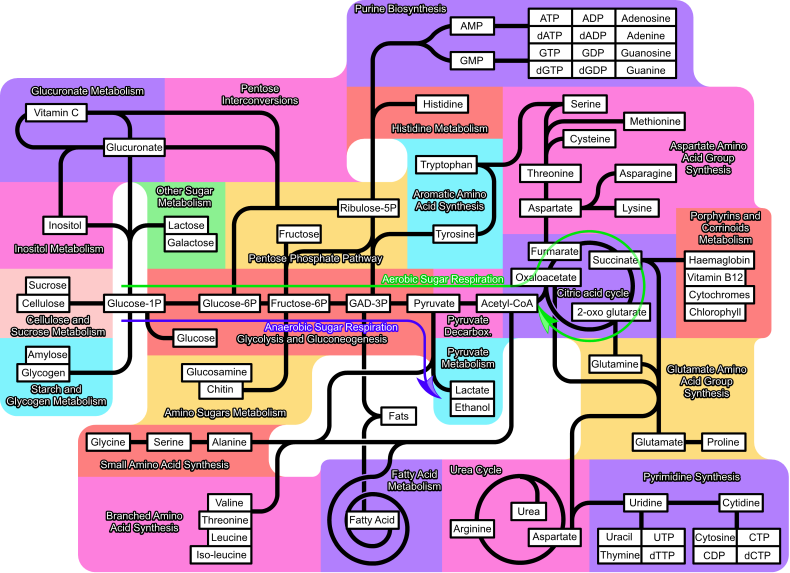 Purine Biosynthesis
AMP
ATP
ADP
Adenosine
dATP
dADP
Adenine
GMP
GTP
GDP
Guanosine
dGTP
dGDP
Guanine
Glucuronate Metabolism
Vitamin C
Glucuronate
Pentose
Interconversions
Histidine
Histidine Metabolism
Serine
Methionine
Cysteine
Aspartate Amino
Acid Group
Synthesis
Threonine
Asparagine
Aspartate
Lysine
Tryptophan
Aromatic Amino
Acid Synthesis
Tyrosine
Other Sugar
Metabolism
Lactose
Galactose
Inositol
Inositol Metabolism
Ribulose-5P
Fructose
Pentose Phosphate Pathway
Porphyrins and
Corrinoids
Metabolism
Haemaglobin
Vitamin B12
Cytochromes
Chlorophyll
Furmarate
Succinate
Oxaloacetate
Citric acid cycle
2-oxo glutarate
Aerobic Sugar Respiration
Sucrose
Cellulose
Cellulose and
Sucrose Metabolism
Glucose-1P
Glucose-6P
Fructose-6P
GAD-3P
Pyruvate
Acetyl-CoA
Anaerobic Sugar Respiration
Glycolysis and Gluconeogenesis
Pyruvate
Decarbox.
Glucose
Amylose
Glycogen
Starch and
Glycogen Metabolism
Glucosamine
Chitin
Amino Sugars Metabolism
Pyruvate
Metabolism
Lactate
Ethanol
Glutamine
Glutamate Amino
Acid Group
Synthesis
Glutamate
Proline
Fats
Glycine
Serine
Alanine
Small Amino Acid Synthesis
Fatty Acid
Metabolism
Fatty Acid
Urea Cycle
Urea
Arginine
Aspartate
Branched Amino
Acid Synthesis
Valine
Threonine
Leucine
Iso-leucine
Pyrimidine Synthesis
Uridine
Cytidine
Uracil
UTP
Cytosine
CTP
Thymine
dTTP
CDP
dCTP